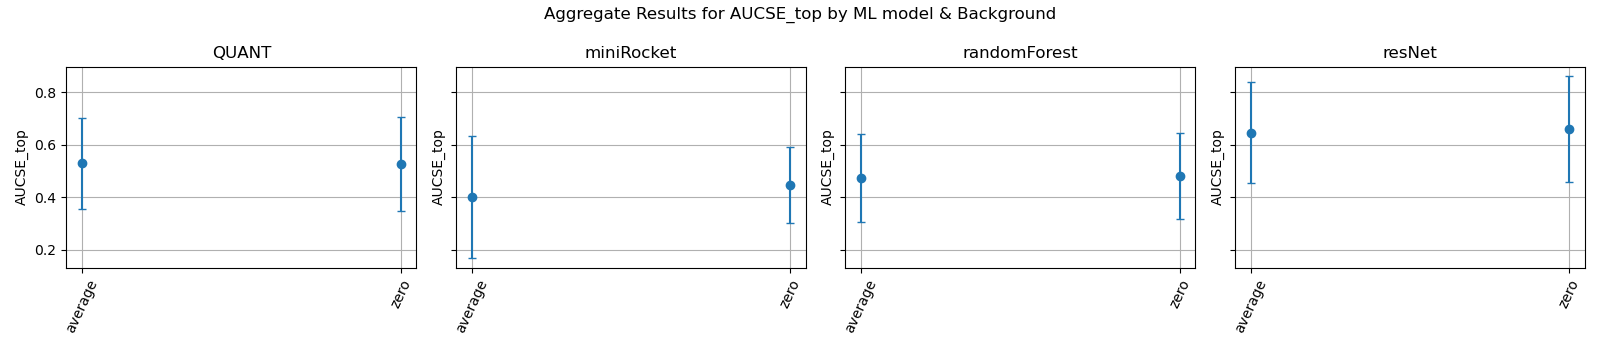 Aggregate Results for AUCSE_top by ML model & Background
QUANT
AUCSE_top
0.8
0.6
0.4
0.2
average
zero
miniRocket
AUCSE_top
average
zero
randomForest
AUCSE_top
average
zero
resNet
AUCSE_top
average
zero